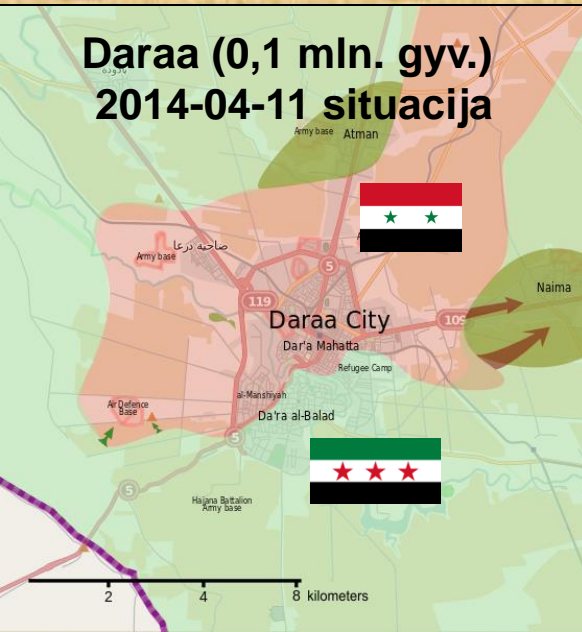 Daraa (0,1 mln. gyv.)
2014-04-11 situacija
Army base
Atman
ضاحية درعا
Army base
5
119
Naima
109
Daraa City
Dar'a Mahatta
Refugee Camp
al-Manshiyah
Air Defence
Base
Da'ra al-Balad
5
5
Hajana Battalion
Army base
2
4
8 kilometers